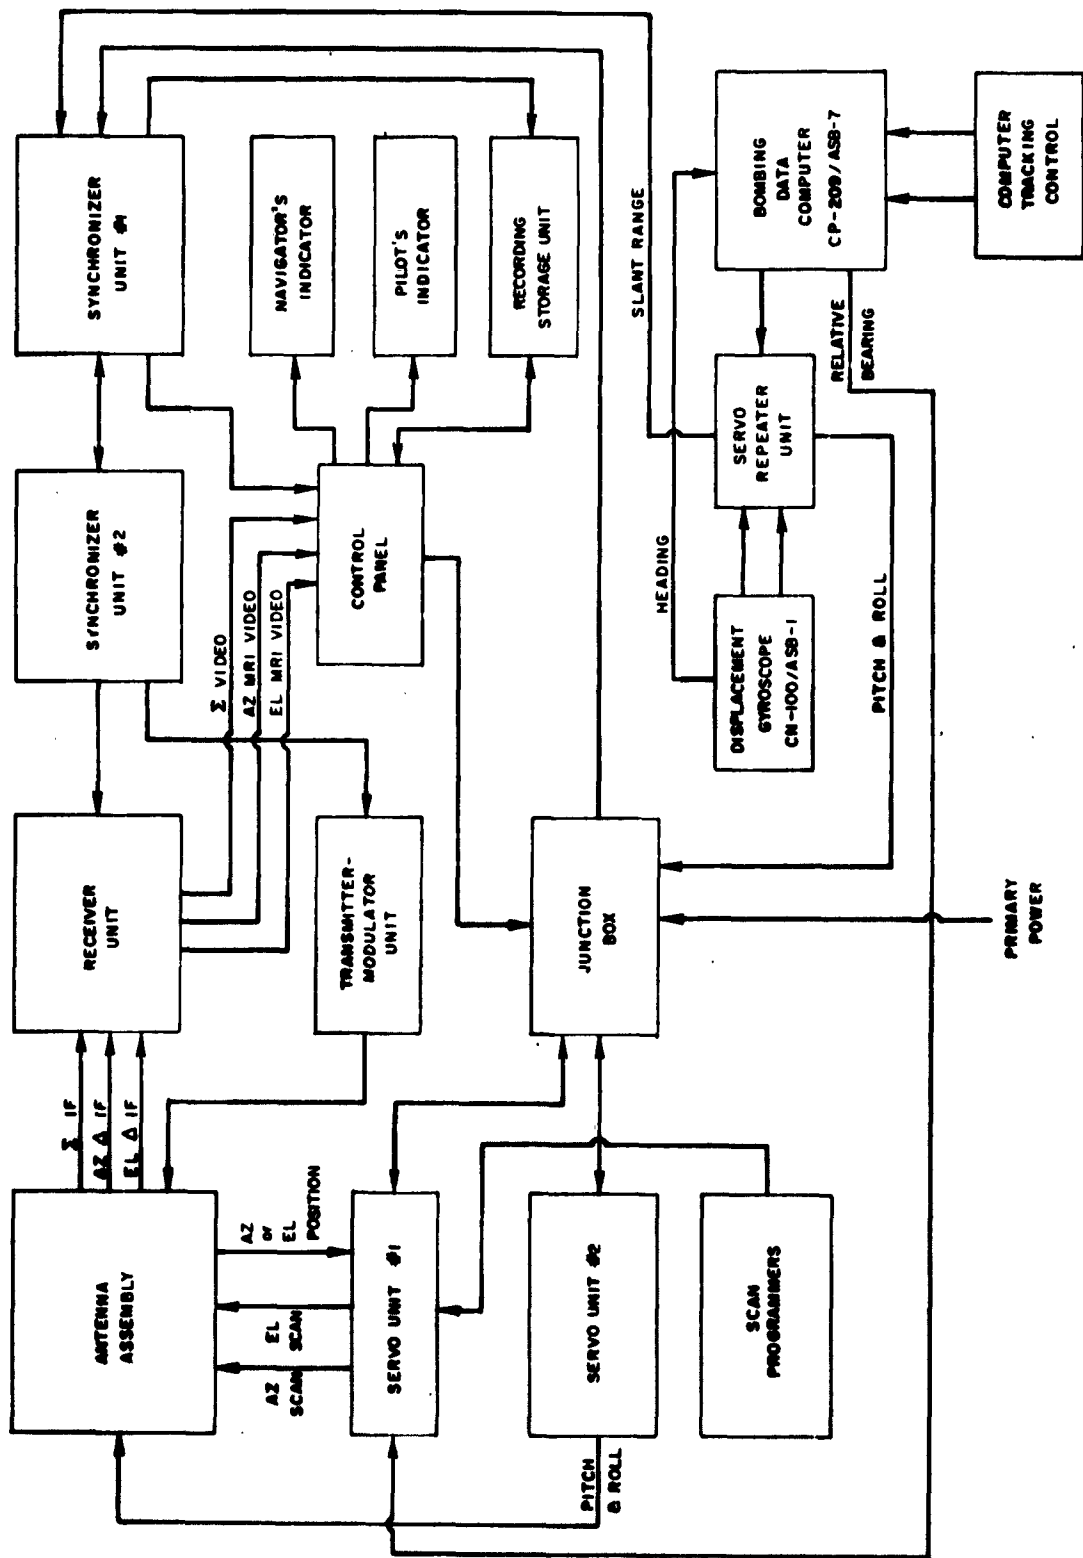 ANTENNA
ASSEMBLY
Σ IF
AZ Δ IF
EL Δ IF
RECEIVER
UNIT
SYNCHRONIZER
UNIT #2
SYNCHRONIZER
UNIT #1
AZ
SCAN
EL
SCAN
AZ
or
EL
POSITION
Σ VIDEO
AZ MRI VIDEO
EL MRI VIDEO
NAVIGATOR'S
INDICATOR
SERVO UNIT #1
TRANSMITTER-
MODULATOR
UNIT
CONTROL
PANEL
PILOT'S
INDICATOR
RECORDING
STORAGE UNIT
PITCH
& ROLL
SERVO UNIT #2
JUNCTION
BOX
SLANT RANGE
HEADING
SCAN
PROGRAMMERS
DISPLACEMENT
GYROSCOPE
CN-100/ASB-1
SERVO
REPEATER
UNIT
BOMBING
DATA
COMPUTER
CP-209/ASB-7
RELATIVE
BEARING
PITCH & ROLL
PRIMARY
POWER
COMPUTER
TRACKING
CONTROL